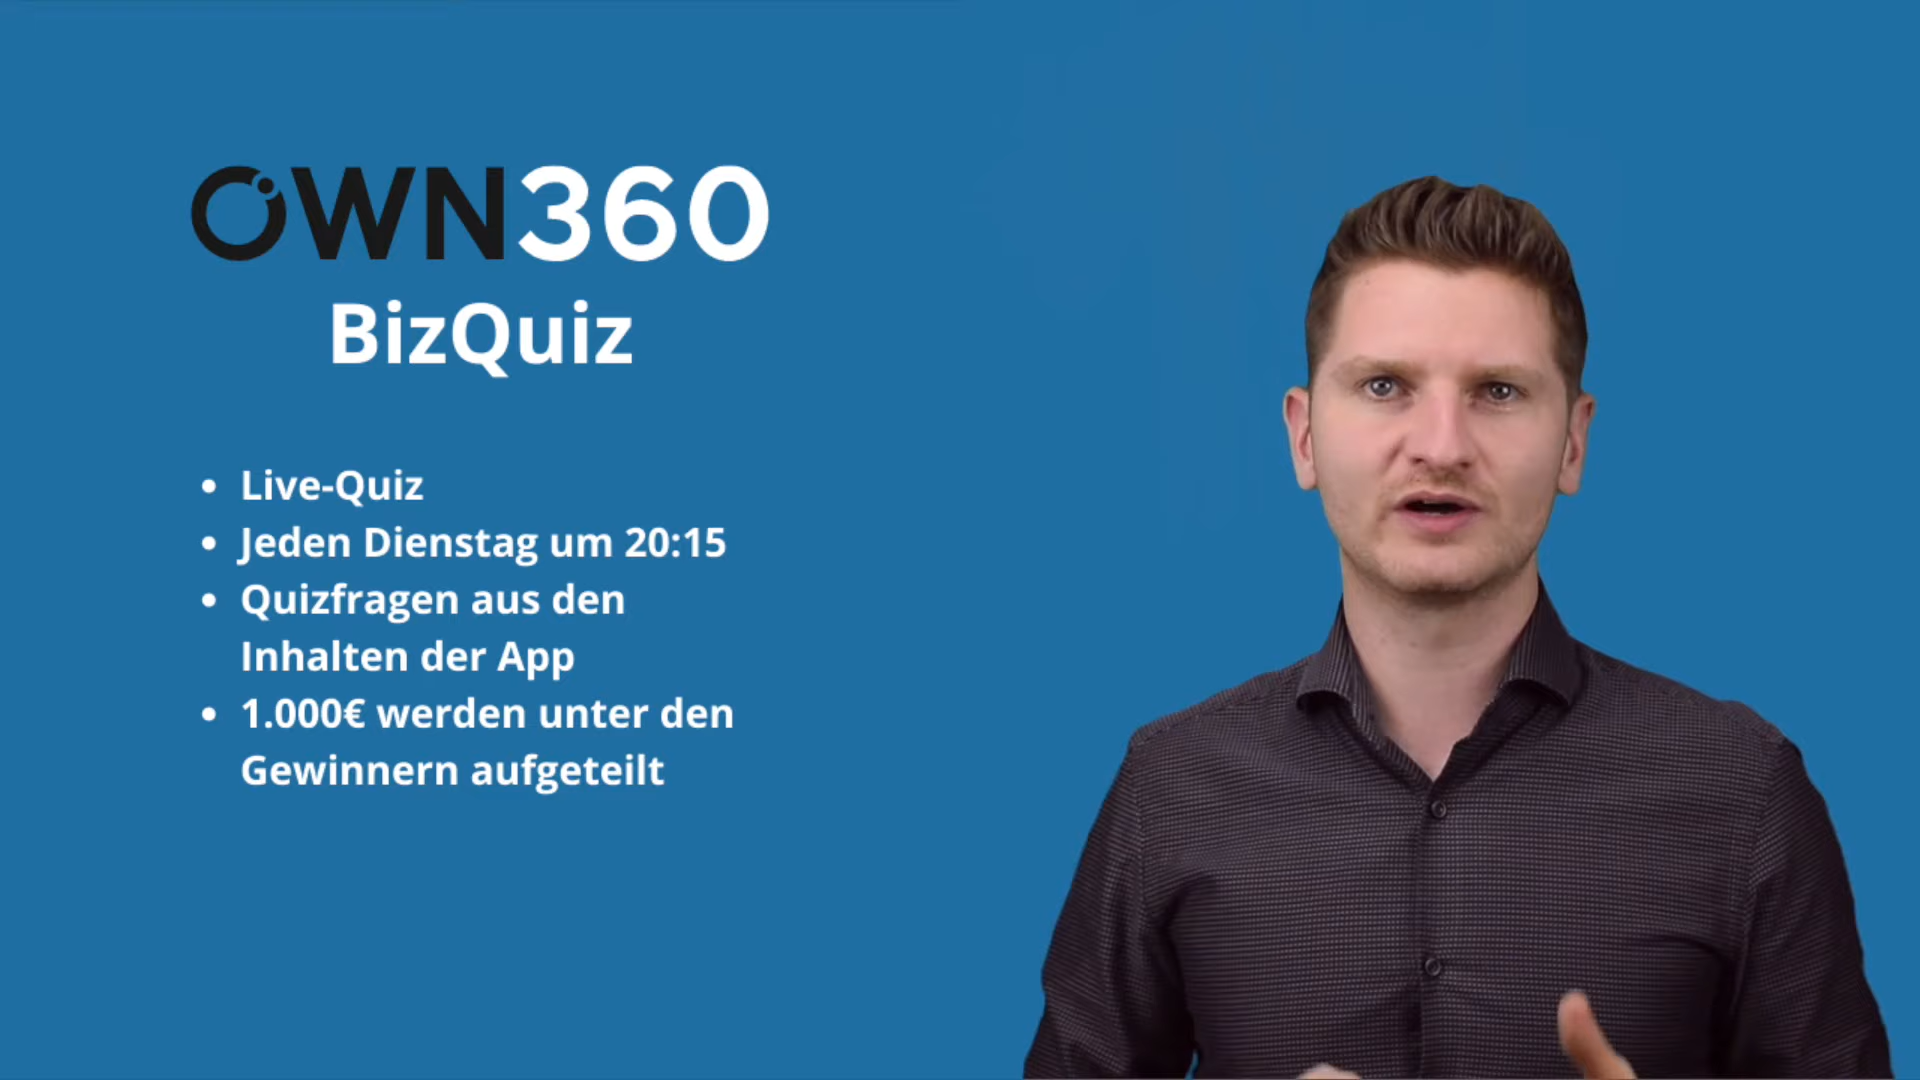 OWN360
BizQuiz
• Live-Quiz
• Jeden Dienstag um 20:15
• Quizfragen aus den
Inhalten der App
• 1.000€ werden unter den
Gewinnern aufgeteilt